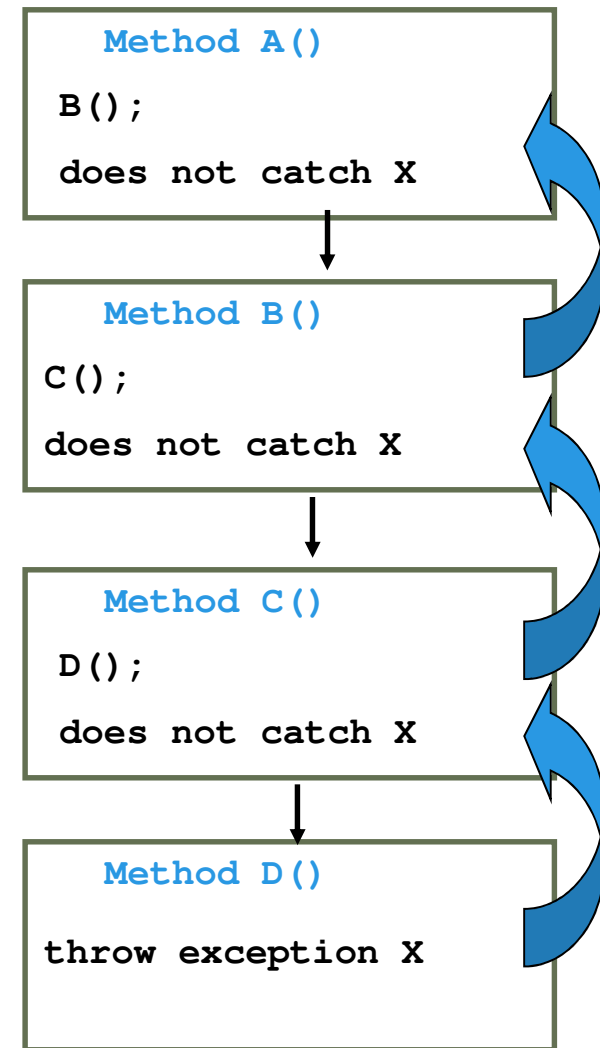 Method A()
B();
does not catch X
Method B()
C();
does not catch X
Method C()
D();
does not catch X
Method D()
throw exception X